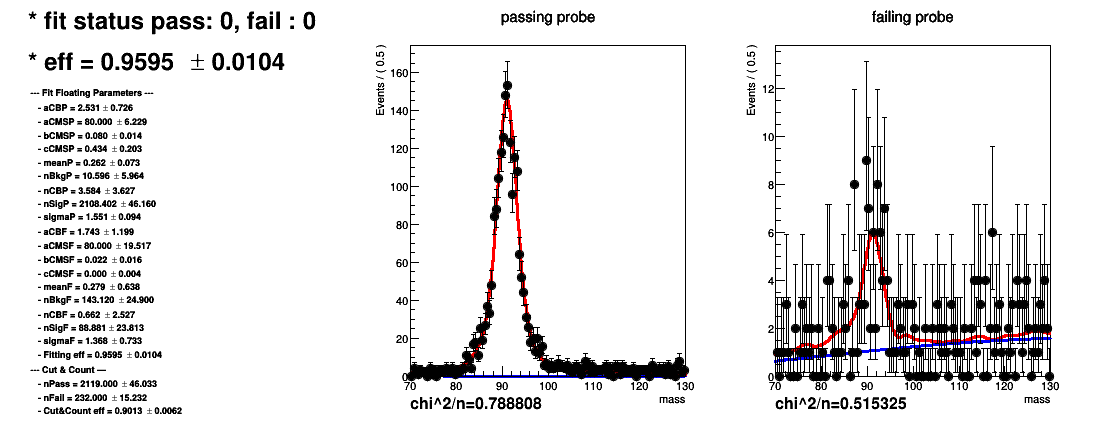 * fit status pass: 0, fail : 0
* eff = 0.9595 ± 0.0104
--- Fit Floating Parameters ---
- aCBP = 2.531 ± 0.726
- aCMSP = 80.000 ± 6.229
- bCMSP = 0.080 ± 0.014
- cCMSP = 0.434 ± 0.203
- meanP = 0.262 ± 0.073
- nBkgP = 10.596 ± 5.964
- nCBP = 3.584 ± 3.627
- nSigP = 2108.402 ± 46.160
- sigmaP = 1.551 ± 0.094
- aCBF = 1.743 ± 1.199
- aCMSF = 80.000 ± 19.517
- bCMSF = 0.022 ± 0.016
- cCMSF = 0.000 ± 0.004
- meanF = 0.279 ± 0.638
- nBkgF = 143.120 ± 24.900
- nCBF = 0.662 ± 2.527
- nSigF = 88.881 ± 23.813
- sigmaF = 1.368 ± 0.733
- Fitting eff = 0.9595 ± 0.0104
--- Cut & Count ---
- nPass = 2119.000 ± 46.033
- nFail = 232.000 ± 15.232
- Cut&Count eff = 0.9013 ± 0.0062
passing probe
Events / ( 0.5 )
160
140
120
100
80
60
40
20
0
70 80 90 100 110 120 130
mass
chi^2/n=0.788808
failing probe
Events / ( 0.5 )
12
10
8
6
4
2
0
70 80 90 100 110 120 130
mass
chi^2/n=0.515325